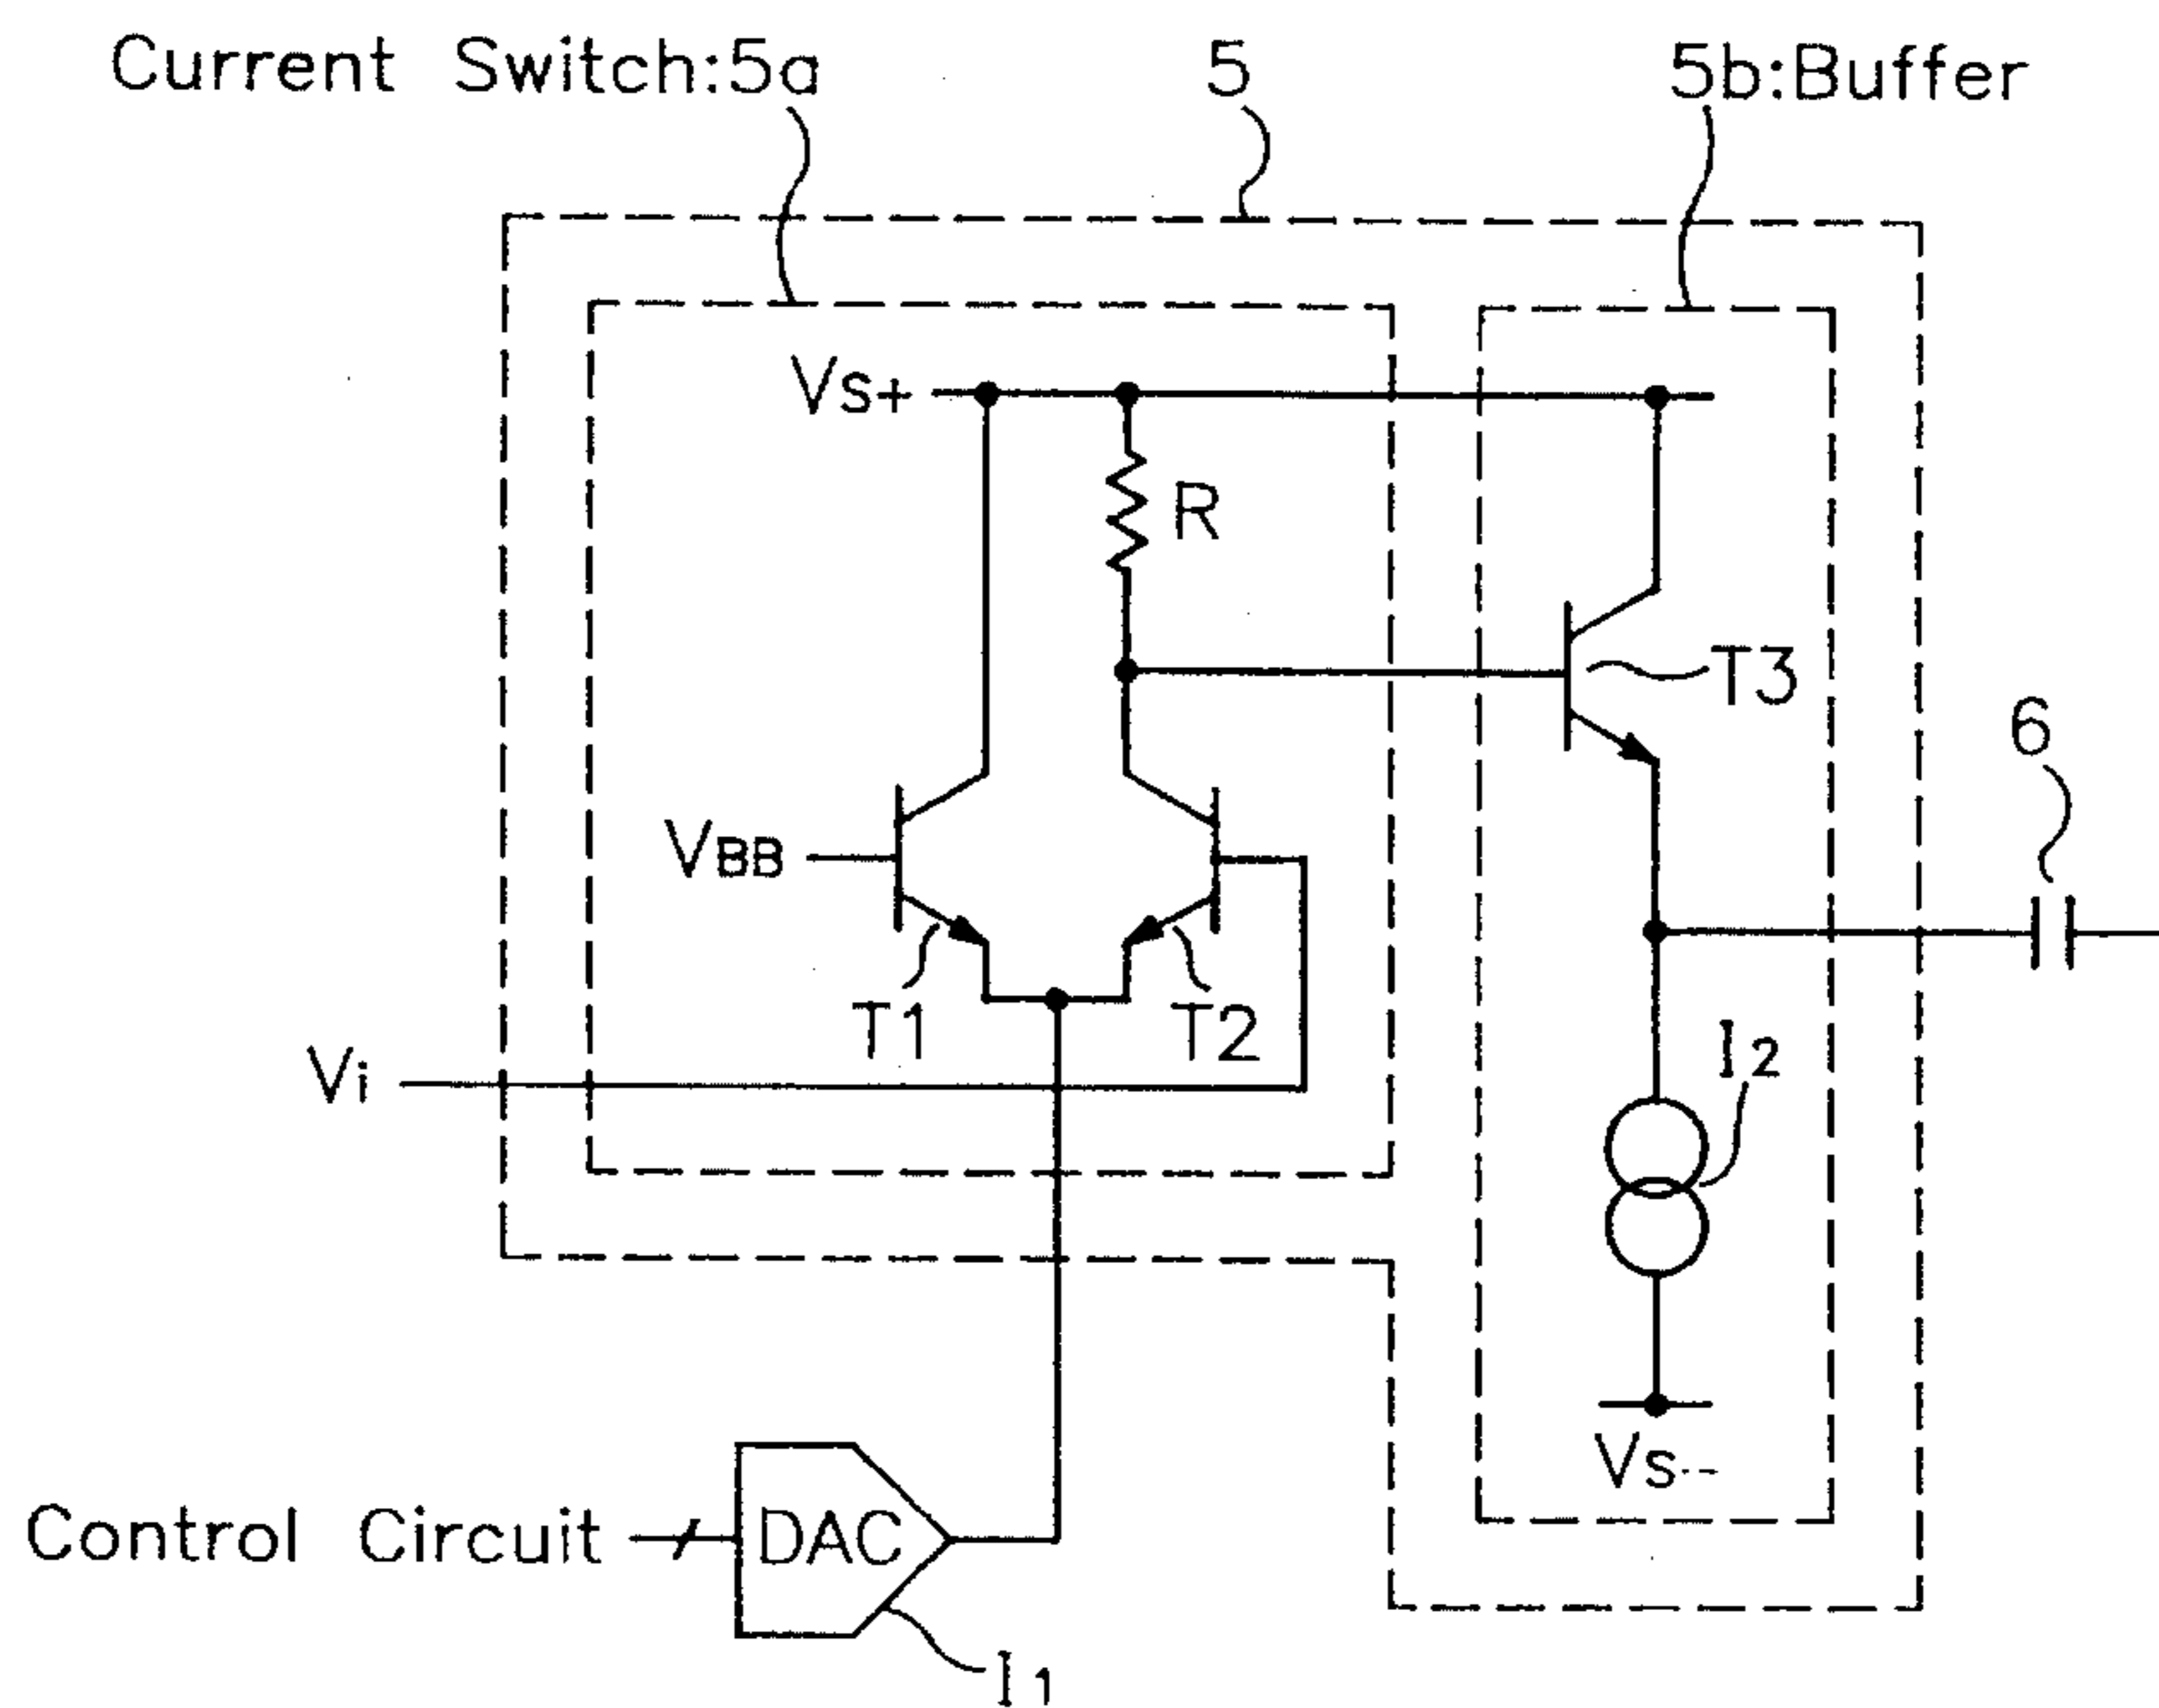 Current Switch:5a
5
5b:Buffer
Vs+
R
T3
6
VBB
T1
T2
Vi
I2
Vs--
Control Circuit
DAC
I1